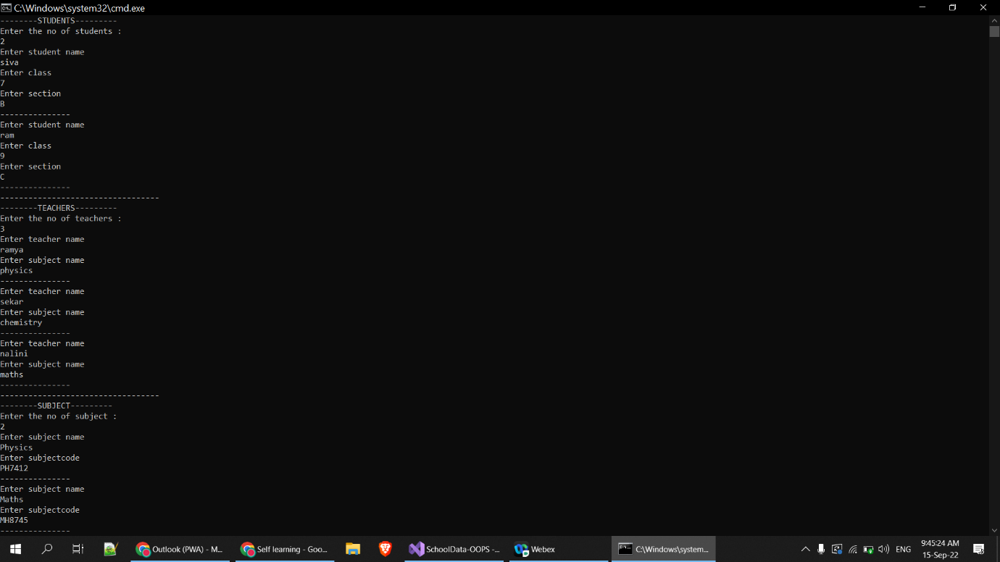 C:\Windows\system32\cmd.exe
--------STUDENTS---------
Enter the no of students :
2
Enter student name
siva
Enter class
7
Enter section
B
---------------
Enter student name
ram
Enter class
9
Enter section
C
---------------
----------------------------------
--------TEACHERS---------
Enter the no of teachers :
3
Enter teacher name
ramya
Enter subject name
physics
---------------
Enter teacher name
sekar
Enter subject name
chemistry
---------------
Enter teacher name
nalini
Enter subject name
maths
---------------
----------------------------------
--------SUBJECT---------
Enter the no of subject :
2
Enter subject name
Physics
Enter subjectcode
PH7412
---------------
Enter subject name
Maths
Enter subjectcode
MH8745
---------------
Outlook (PWA) - M...
Self learning - Goo...
SchoolData-OOPS -...
Webex
C:\Windows\system...
ENG
9:45:24 AM
15-Sep-22